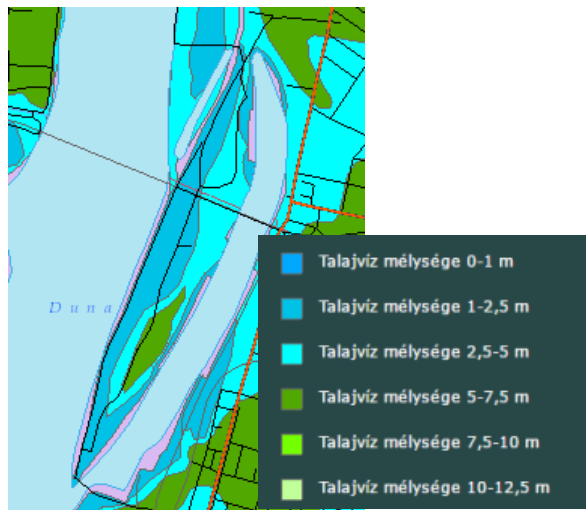 Duna
Talajvíz mélysége 0-1 m
Talajvíz mélysége 1-2,5 m
Talajvíz mélysége 2,5-5 m
Talajvíz mélysége 5-7,5 m
Talajvíz mélysége 7,5-10 m
Talajvíz mélysége 10-12,5 m